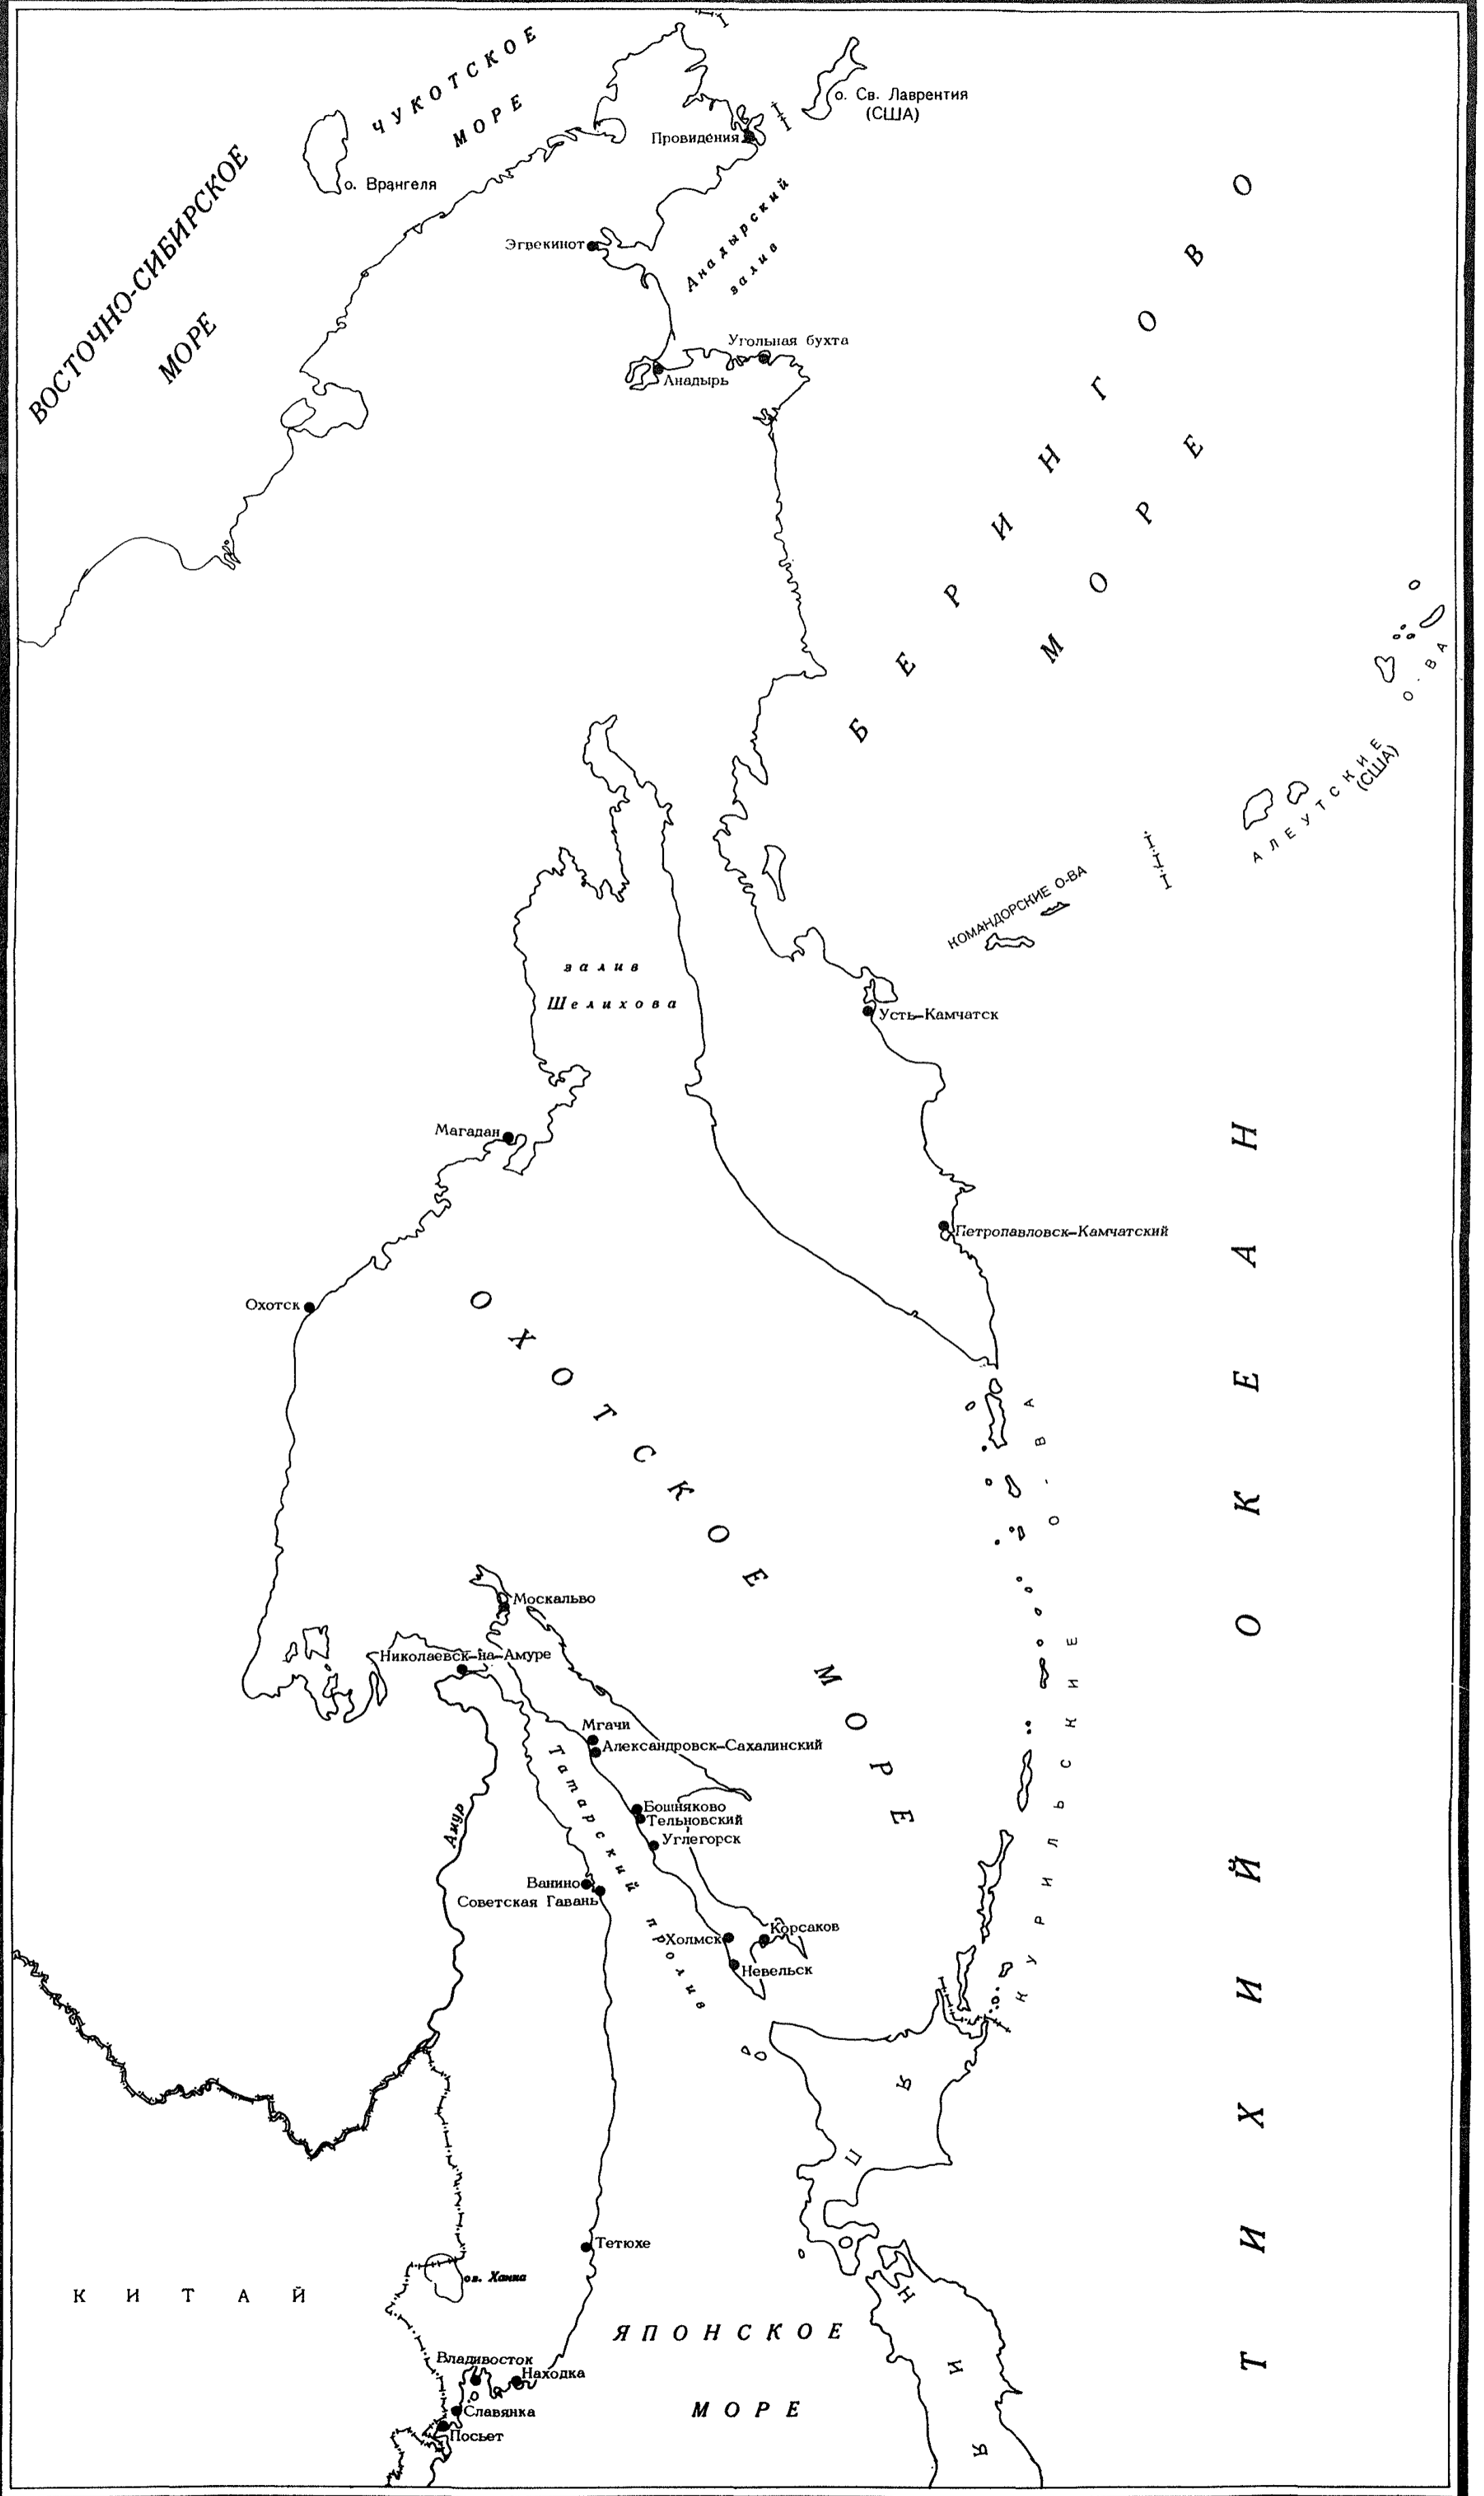 ЧУКОТСКОЕ
МОРЕ
о. Св. Лаврентия
(США)
Провидения
о. Врангеля
ВОСТОЧНО-СИБИРСКОЕ
МОРЕ
Эгвекинот
Анадырский
залив
Угольная бухта
Анадырь
БЕРИНГОВО
МОРЕ
АЛЕУТСКИЕ О-ВА
(США)
КОМАНДОРСКИЕ О-ВА
залив
Шелихова
Усть-Камчатск
Магадан
Петропавловск-Камчатский
Охотск
ОХОТСКОЕ
МОРЕ
КУРИЛЬСКИЕ О-ВА
ТИХИЙ ОКЕАН
Москальво
Николаевск-на-Амуре
Мгачи
Александровск-Сахалинский
Татарский пролив
Бошняково
Тельновский
Углегорск
Амур
Ванино
Советская Гавань
Корсаков
Холмск
Невельск
ЯПОНИЯ
Тетюхе
оз. Ханка
КИТАЙ
ЯПОНСКОЕ
МОРЕ
Владивосток
Находка
Славянка
Посьет